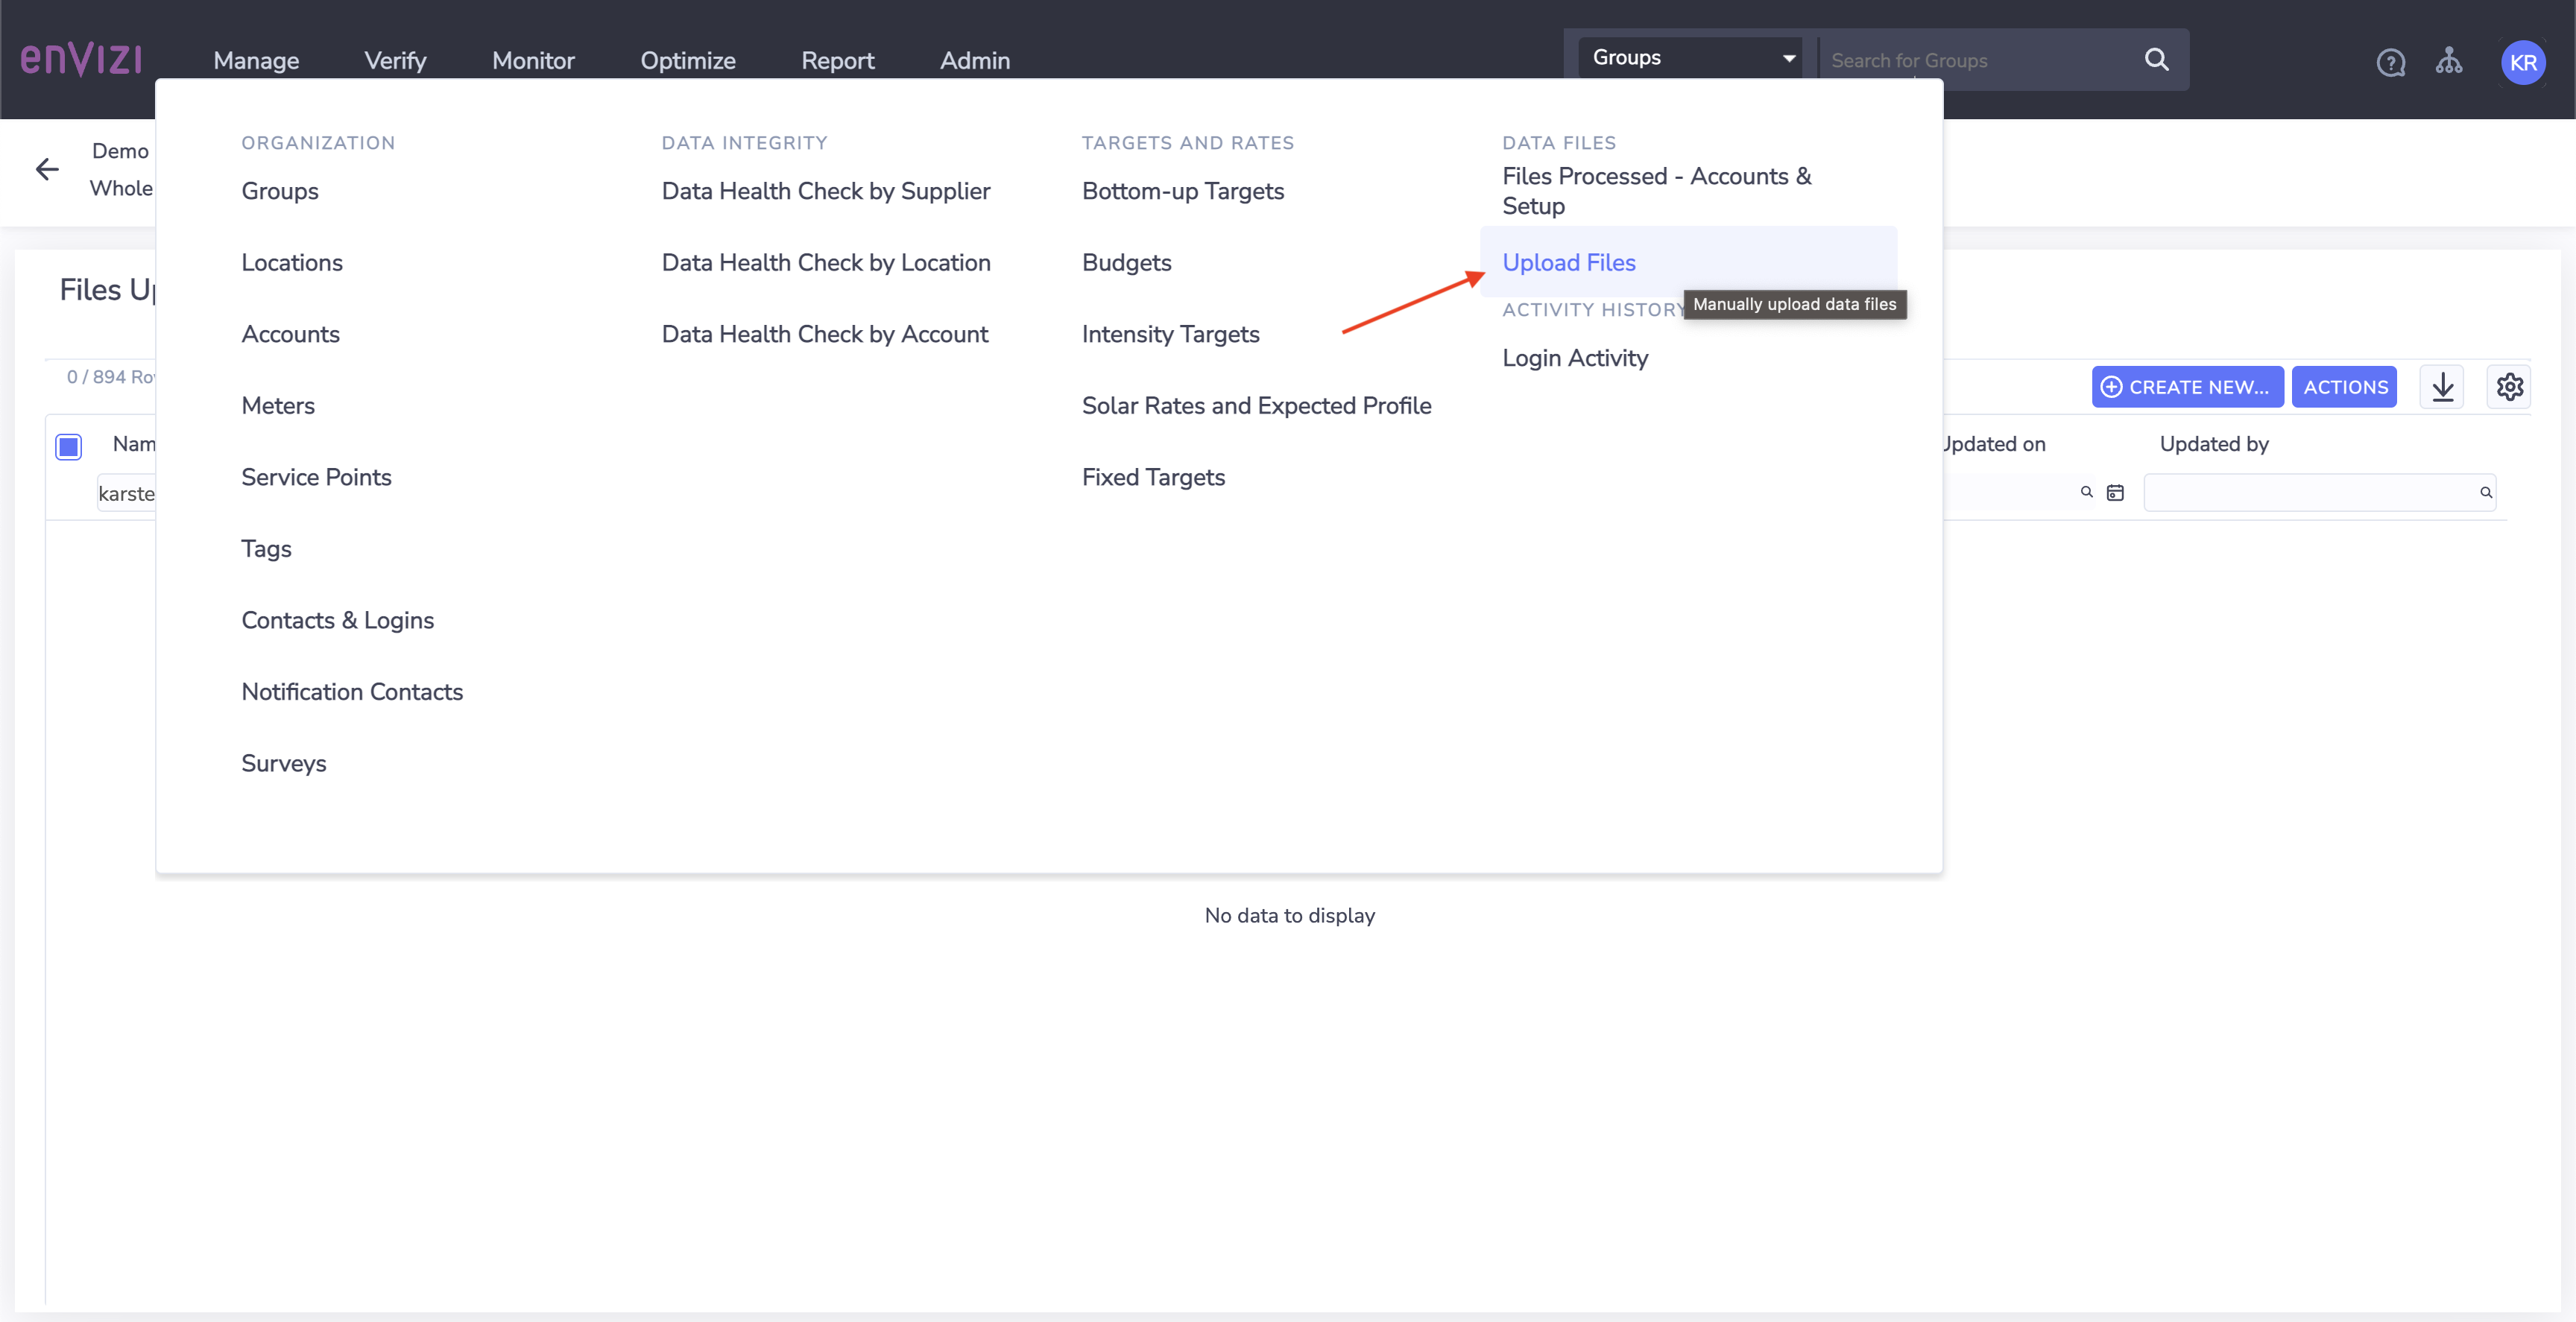 enVIZI
Manage
Verify
Monitor
Optimize
Report
Admin
Groups
Search for Groups
KR
Demo
Whole
ORGANIZATION
Groups
Locations
Accounts
Meters
Service Points
Tags
Contacts & Logins
Notification Contacts
Surveys
DATA INTEGRITY
Data Health Check by Supplier
Data Health Check by Location
Data Health Check by Account
TARGETS AND RATES
Bottom-up Targets
Budgets
Intensity Targets
Solar Rates and Expected Profile
Fixed Targets
DATA FILES
Files Processed - Accounts &
Setup
Upload Files
Manually upload data files
ACTIVITY HISTORY
Login Activity
Files Up
0 / 894 Ro
CREATE NEW...
ACTIONS
Nam
Updated on
Updated by
karste
No data to display